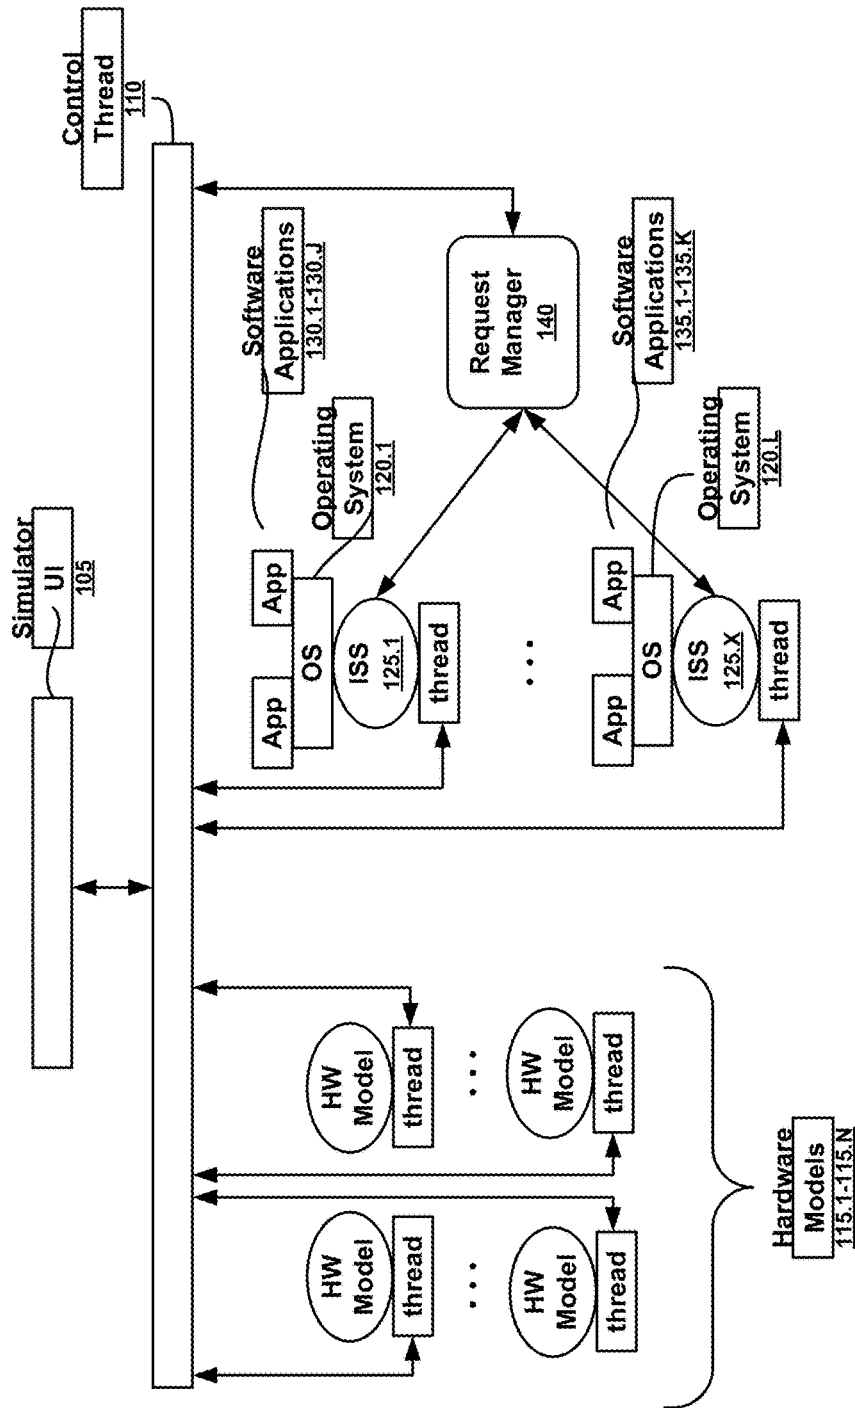 Simulator
UI
105
Control
Thread
110
HW
Model
thread
HW
Model
thread
...
HW
Model
thread
HW
Model
thread
...
Hardware
Models
115.1-115.N
App
App
OS
ISS
125.1
thread
Operating
System
120.1
Software
Applications
130.1-130.J
...
App
App
OS
ISS
125.X
thread
Operating
System
120.L
Software
Applications
135.1-135.K
Request
Manager
140